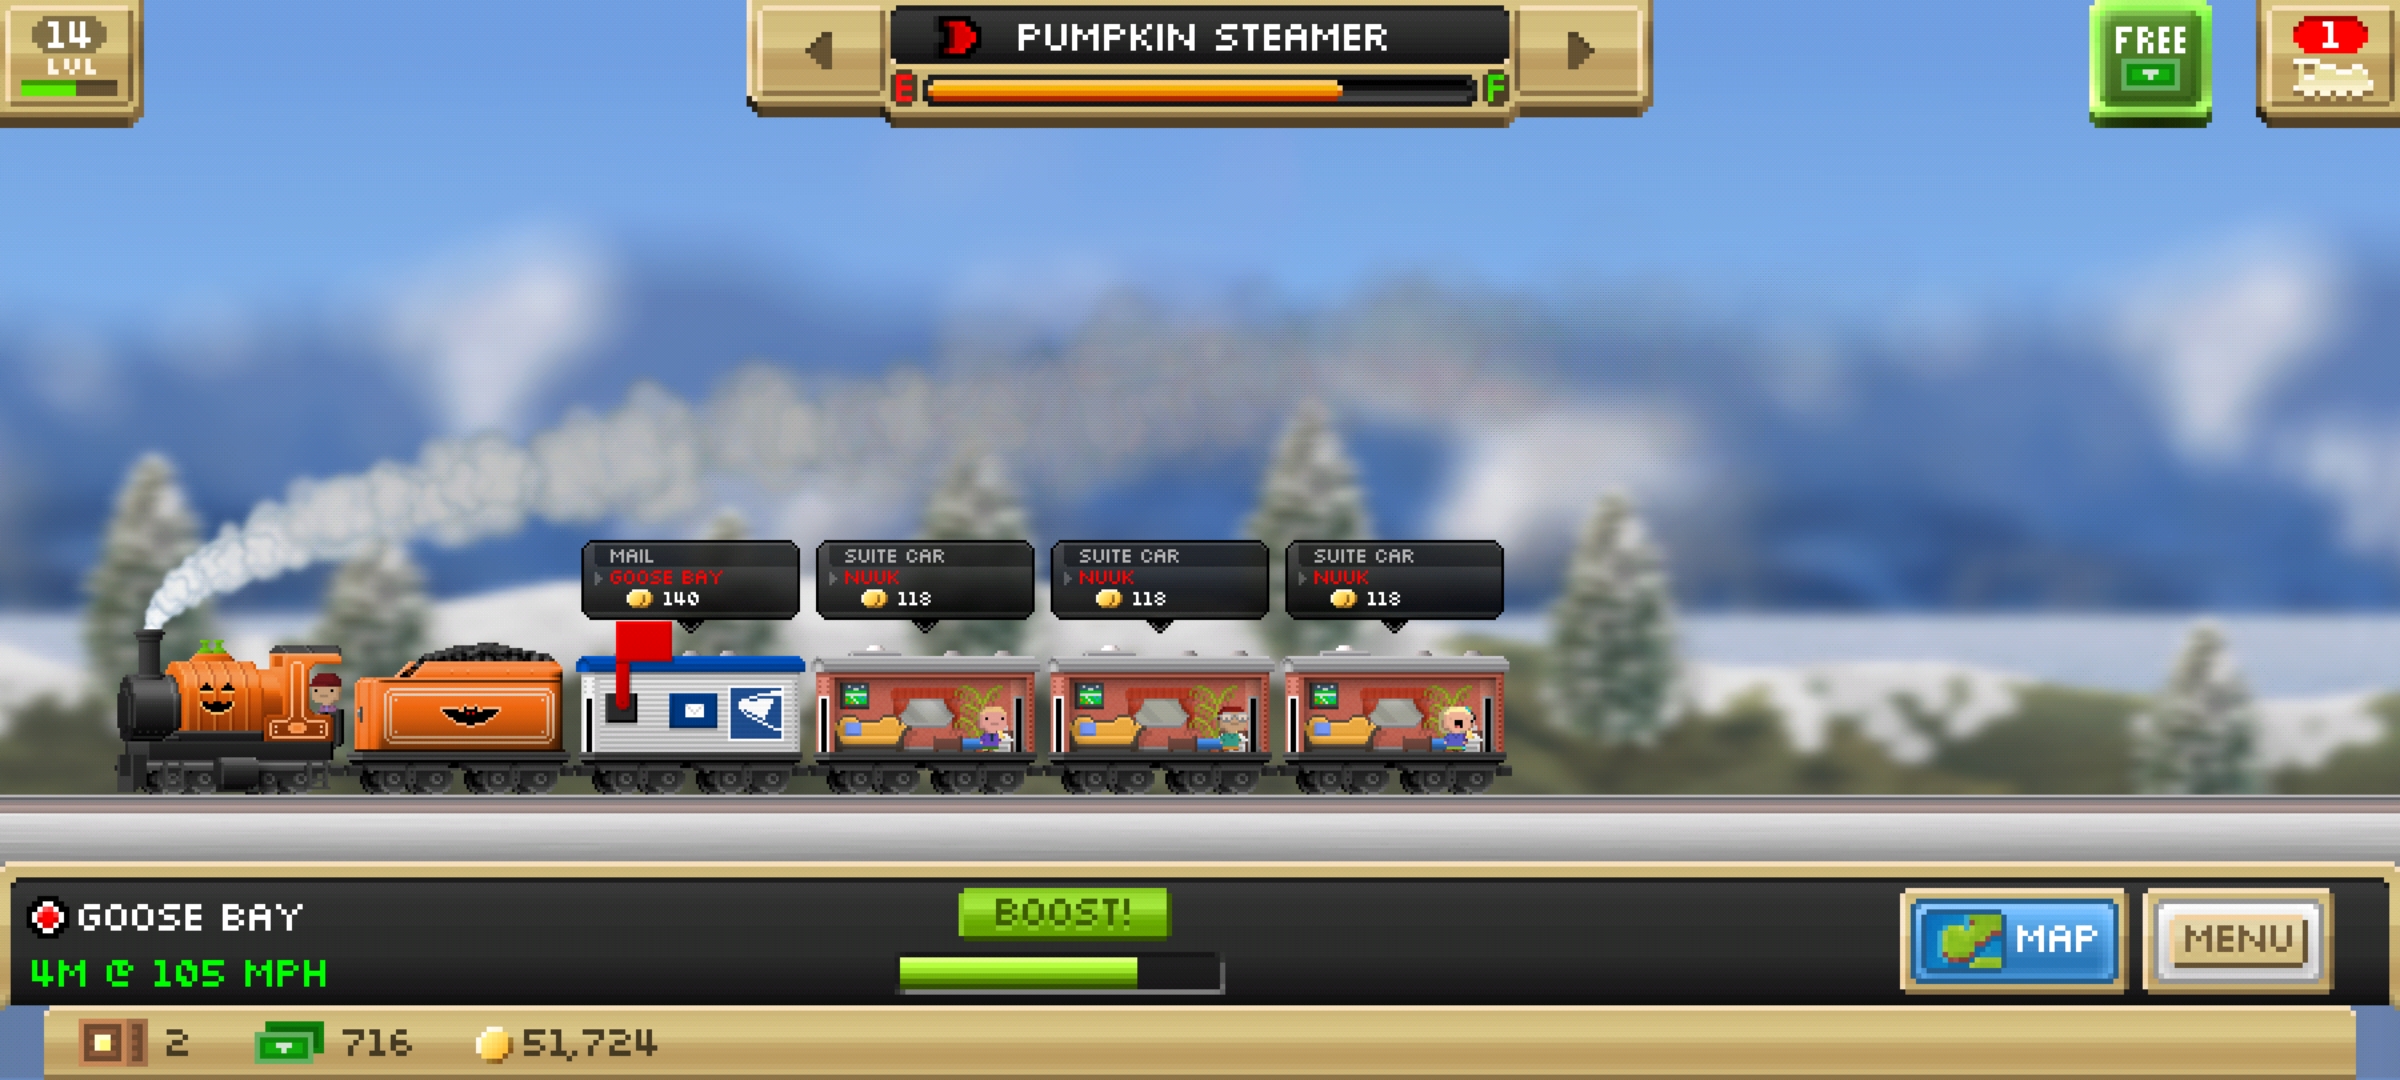 14
LVL
PUMPKIN STEAMER
E
F
FREE
1
MAIL
GOOSE BAY
140
SUITE CAR
NUUK
118
SUITE CAR
NUUK
118
SUITE CAR
NUUK
118
GOOSE BAY
4M @ 105 MPH
BOOST!
MAP
MENU
2
716
51,724